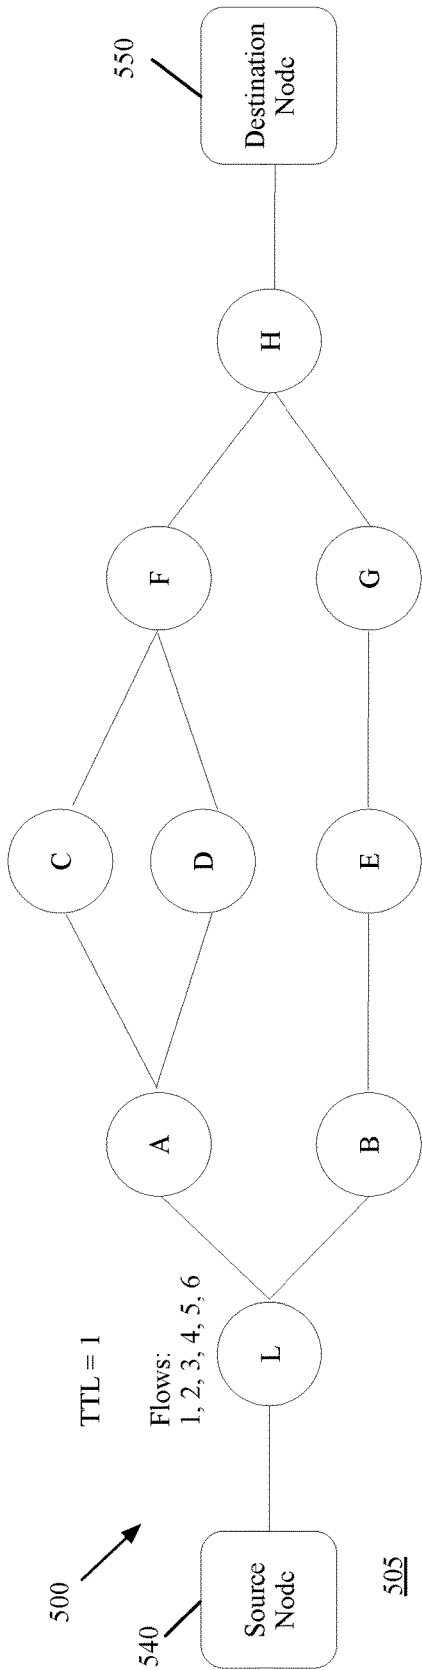 500
C
TTL = 1
550
540
Flows:
1, 2, 3, 4, 5, 6
A
F
D
Source
Node
L
H
Destination
Node
B
E
G
505